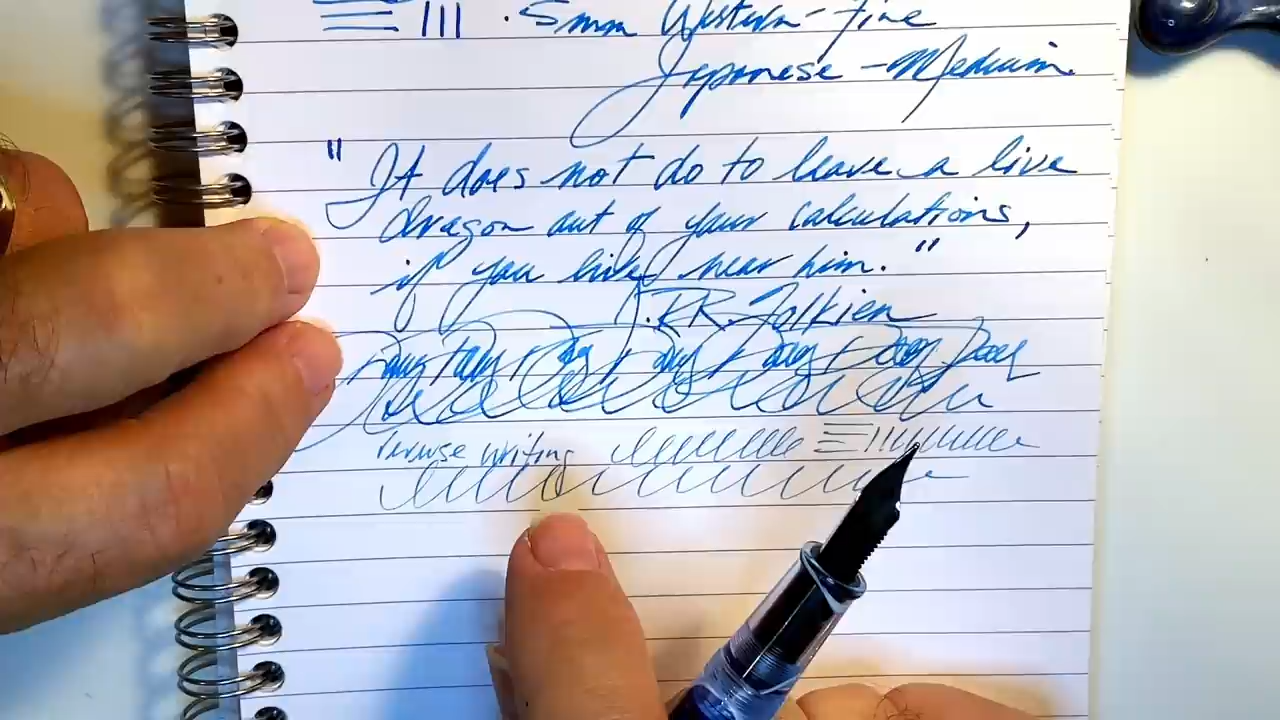 .5mm Western-Fine
Japanese-Medium
"It does not do to leave a live
dragon out of your calculations,
if you live near him."
J.RR.Tolkien
reverse writing